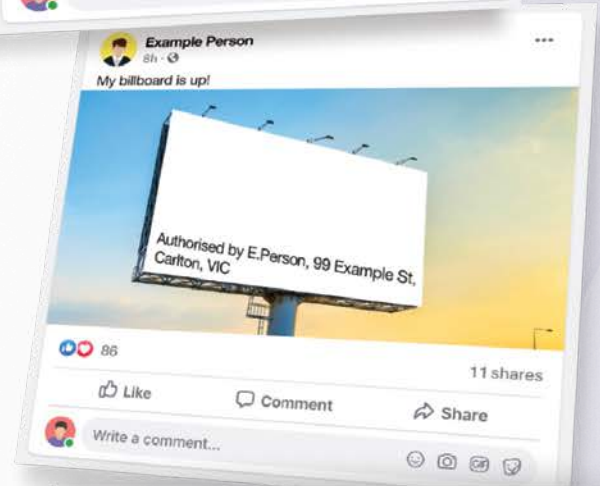 Example Person
8h ·
My billboard is up!
Authorised by E.Person, 99 Example St,
Carlton, VIC
86
11 shares
Like
Comment
Share
Write a comment...
GIF